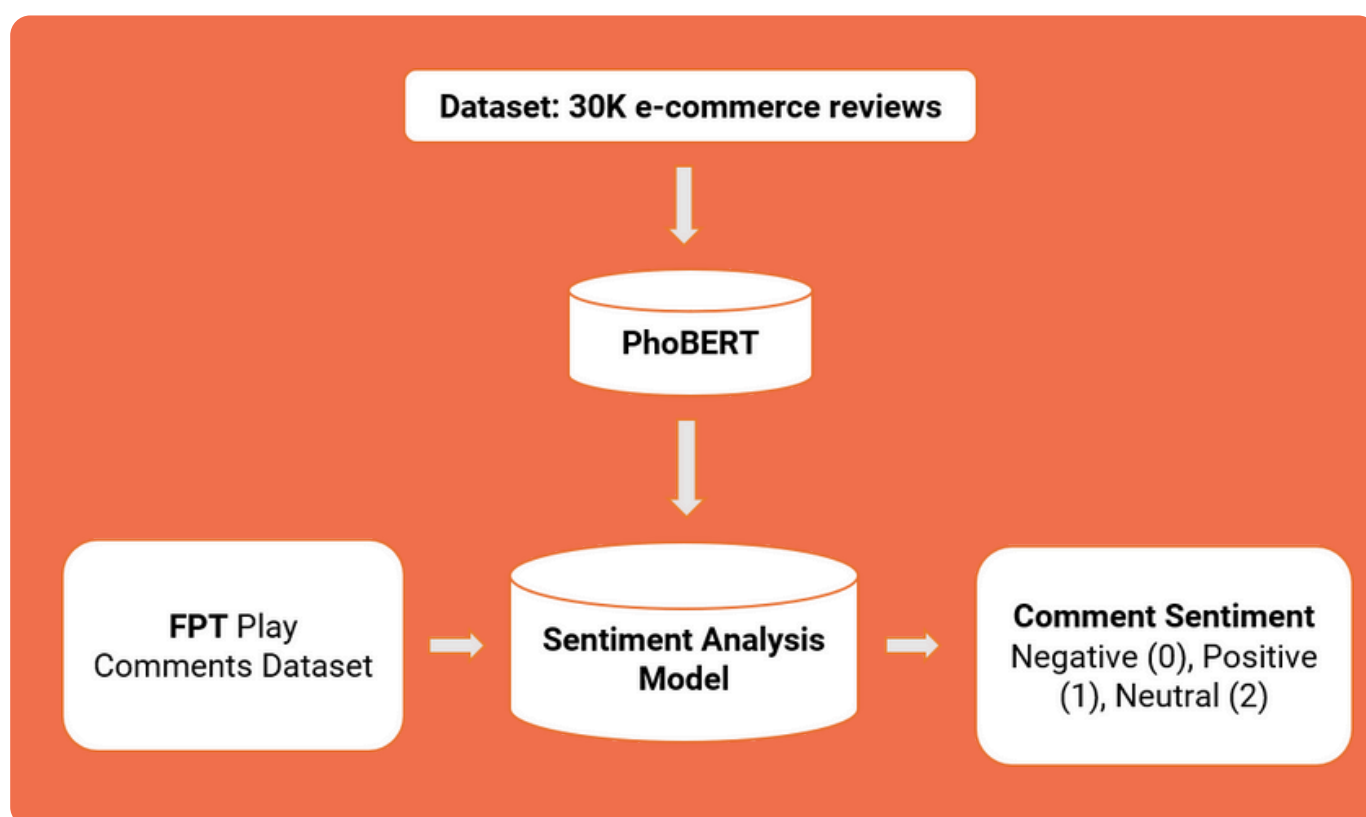 Dataset: 30K e-commerce reviews
PhoBERT
FPT Play
Comments Dataset
Sentiment Analysis
Model
Comment Sentiment
Negative (0), Positive
(1), Neutral (2)